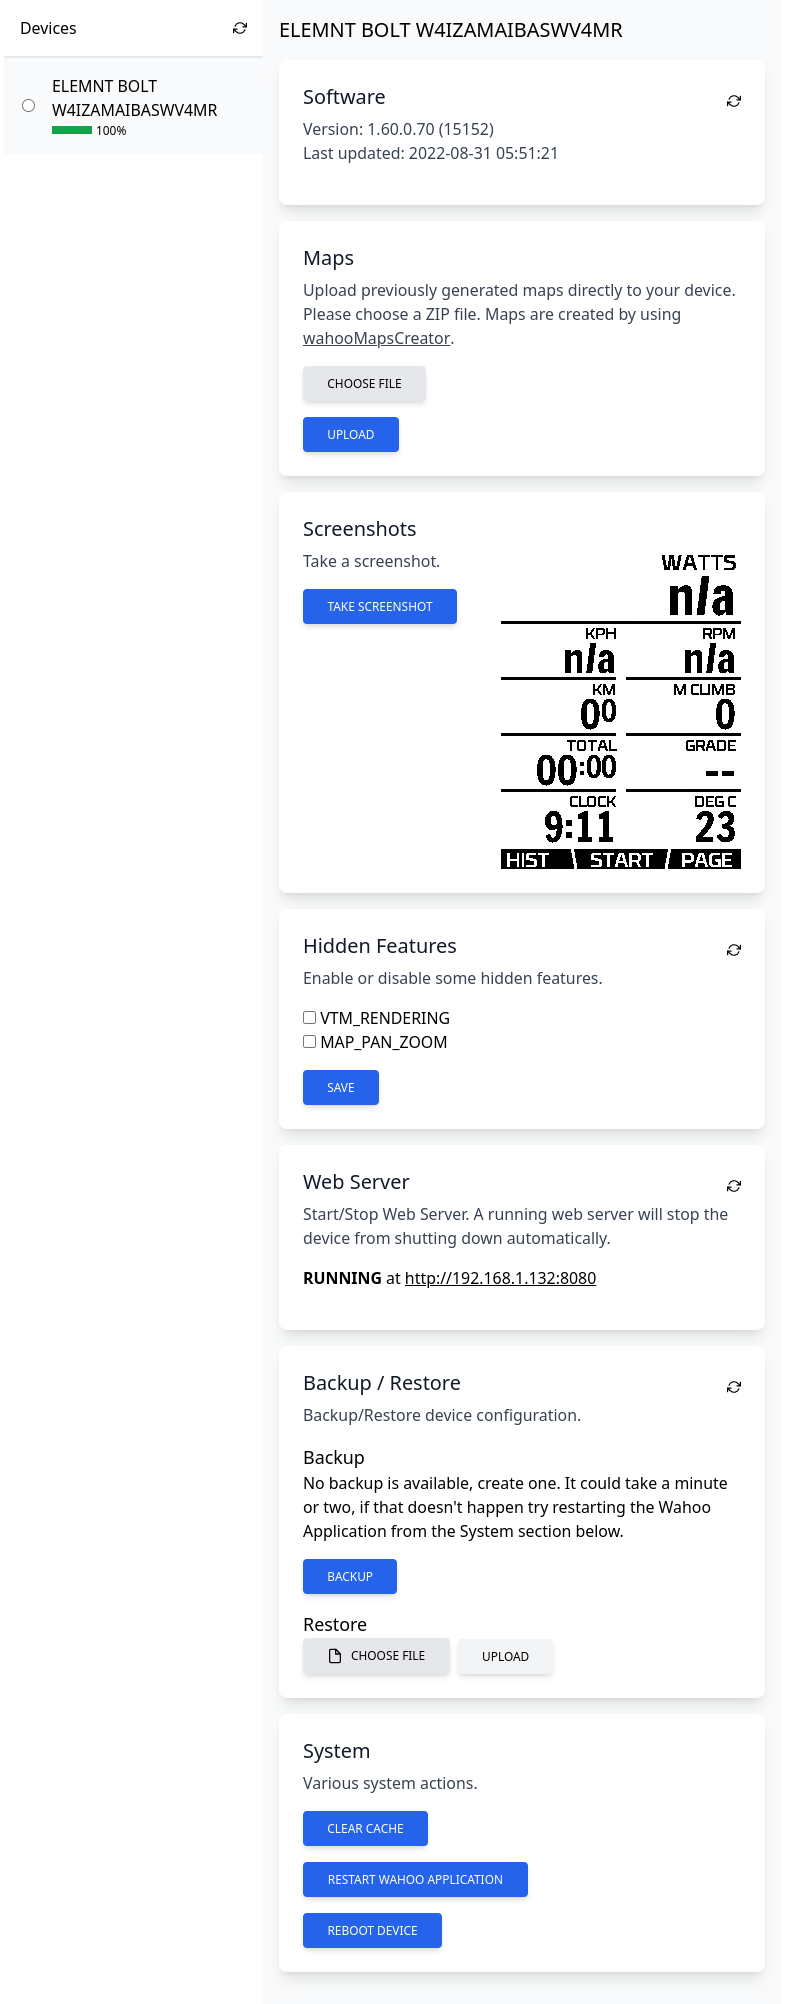 Devices
ELEMNT BOLT
W4IZAMAIBASWV4MR
100%
ELEMNT BOLT W4IZAMAIBASWV4MR
Software
Version: 1.60.0.70 (15152)
Last updated: 2022-08-31 05:51:21
Maps
Upload previously generated maps directly to your device.
Please choose a ZIP file. Maps are created by using
wahooMapsCreator.
CHOOSE FILE
UPLOAD
Screenshots
Take a screenshot.
TAKE SCREENSHOT
WATTS
n/a
KPH RPM
n/a n/a
KM M CLIMB
00 0
TOTAL GRADE
00:00 --
CLOCK DEG C
9:11 23
HIST START PAGE
Hidden Features
Enable or disable some hidden features.
VTM_RENDERING
MAP_PAN_ZOOM
SAVE
Web Server
Start/Stop Web Server. A running web server will stop the
device from shutting down automatically.
RUNNING at http://192.168.1.132:8080
Backup / Restore
Backup/Restore device configuration.
Backup
No backup is available, create one. It could take a minute
or two, if that doesn't happen try restarting the Wahoo
Application from the System section below.
BACKUP
Restore
CHOOSE FILE UPLOAD
System
Various system actions.
CLEAR CACHE
RESTART WAHOO APPLICATION
REBOOT DEVICE